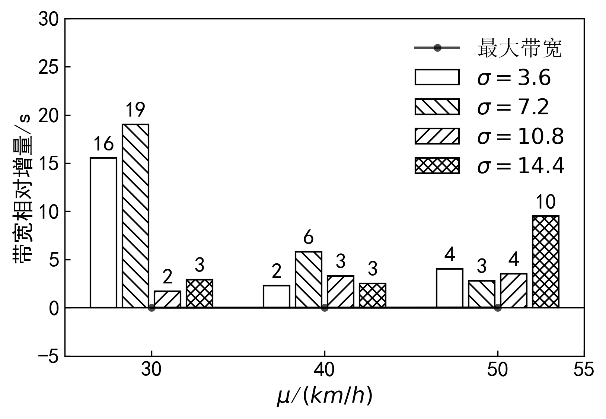 带宽相对增量/s
30
25
20
15
10
5
0
−5
最大带宽
σ = 3.6
σ = 7.2
σ = 10.8
σ = 14.4
16 19 2 3
2 6 3 3
4 3 4 10
30 40 50 55
μ/(km/h)